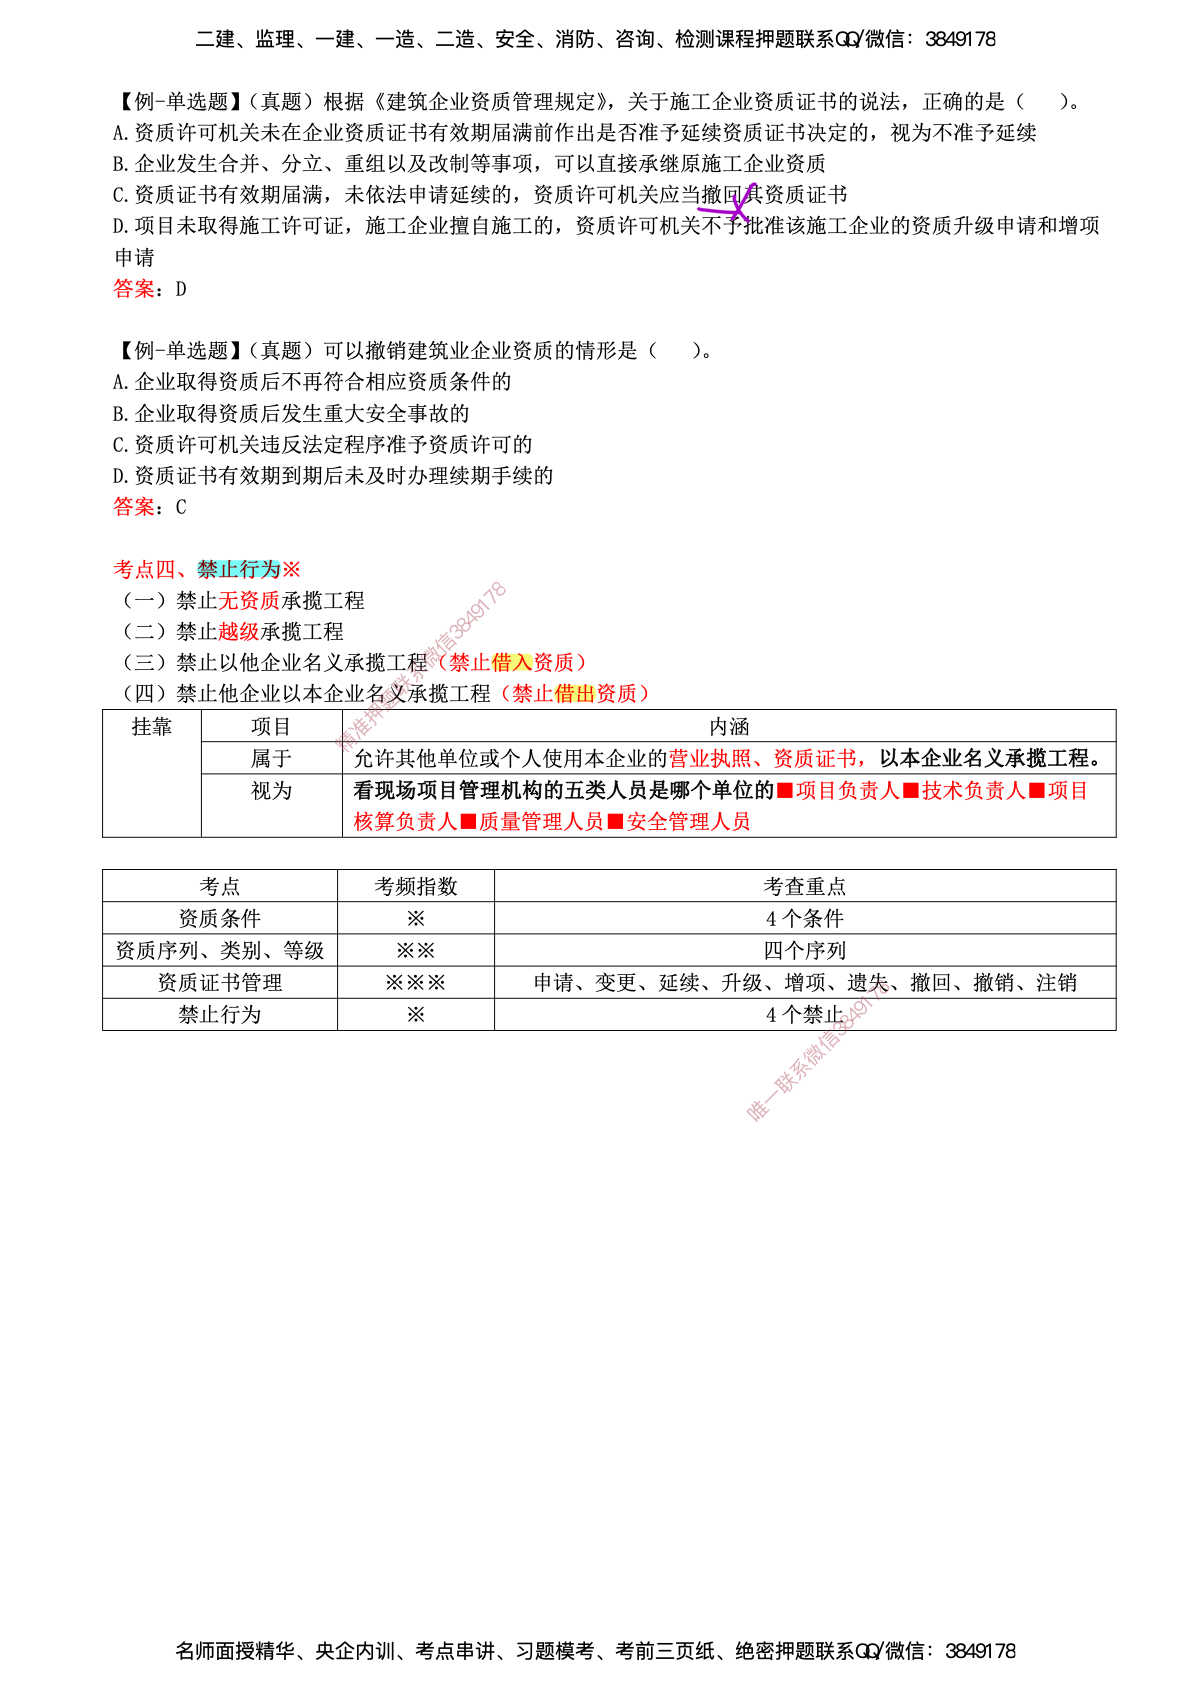 二建、监理、一建、一造、二造、安全、消防、咨询、检测课程押题联系QQ/微信：3849178
【例-单选题】（真题）根据《建筑企业资质管理规定》，关于施工企业资质证书的说法，正确的是（　　）。
A.资质许可机关未在企业资质证书有效期届满前作出是否准予延续资质证书决定的，视为不准予延续
B.企业发生合并、分立、重组以及改制等事项，可以直接承继原施工企业资质
C.资质证书有效期届满，未依法申请延续的，资质许可机关应当撤回其资质证书
D.项目未取得施工许可证，施工企业擅自施工的，资质许可机关不予批准该施工企业的资质升级申请和增项
申请
答案：D
【例-单选题】（真题）可以撤销建筑业企业资质的情形是（　　）。
A.企业取得资质后不再符合相应资质条件的
B.企业取得资质后发生重大安全事故的
C.资质许可机关违反法定程序准予资质许可的
D.资质证书有效期到期后未及时办理续期手续的
答案：C
考点四、禁止行为※
（一）禁止无资质承揽工程
（二）禁止越级承揽工程
（三）禁止以他企业名义承揽工程（禁止借入资质）
（四）禁止他企业以本企业名义承揽工程（禁止借出资质）
挂靠 项目 内涵
属于 允许其他单位或个人使用本企业的营业执照、资质证书，以本企业名义承揽工程。
视为 看现场项目管理机构的五类人员是哪个单位的■项目负责人■技术负责人■项目
核算负责人■质量管理人员■安全管理人员
精准押题联系微信3849178
考点 考频指数 考查重点
资质条件 ※ 4个条件
资质序列、类别、等级 ※※ 四个序列
资质证书管理 ※※※ 申请、变更、延续、升级、增项、遗失、撤回、撤销、注销
禁止行为 ※ 4个禁止
唯一联系微信3849178
名师面授精华、央企内训、考点串讲、习题模考、考前三页纸、绝密押题联系QQ/微信：3849178